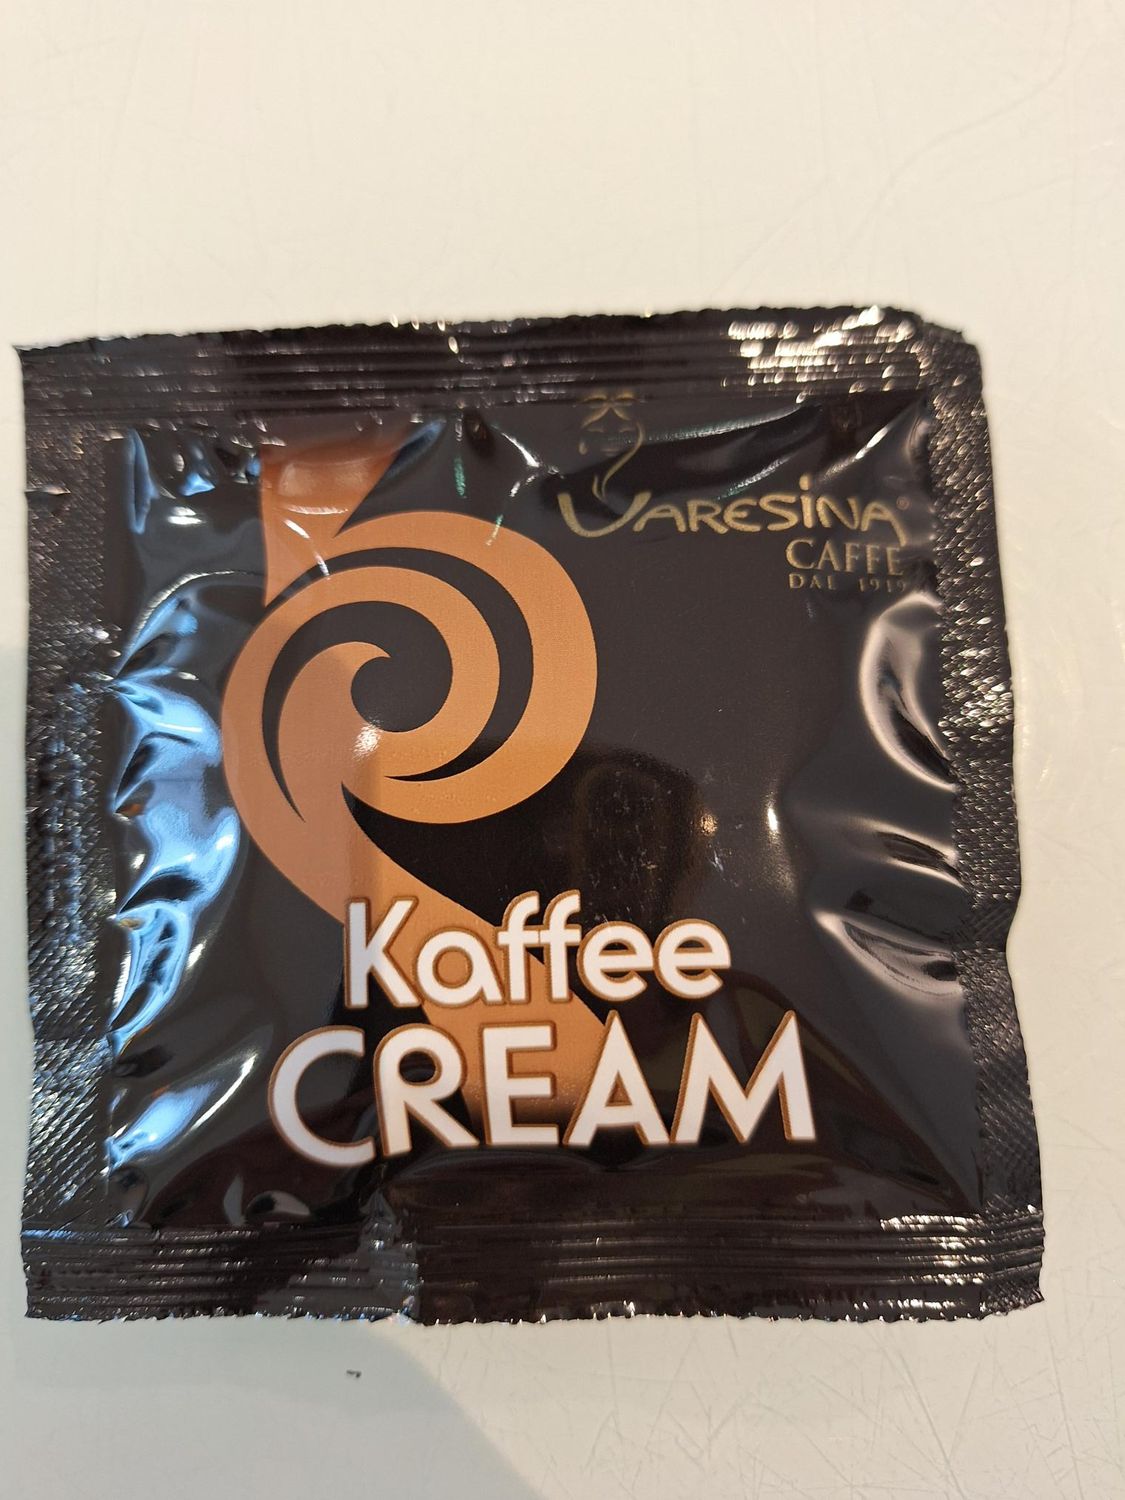 VARESINA®
CAFFE
DAL 1919
Kaffee
CREAM